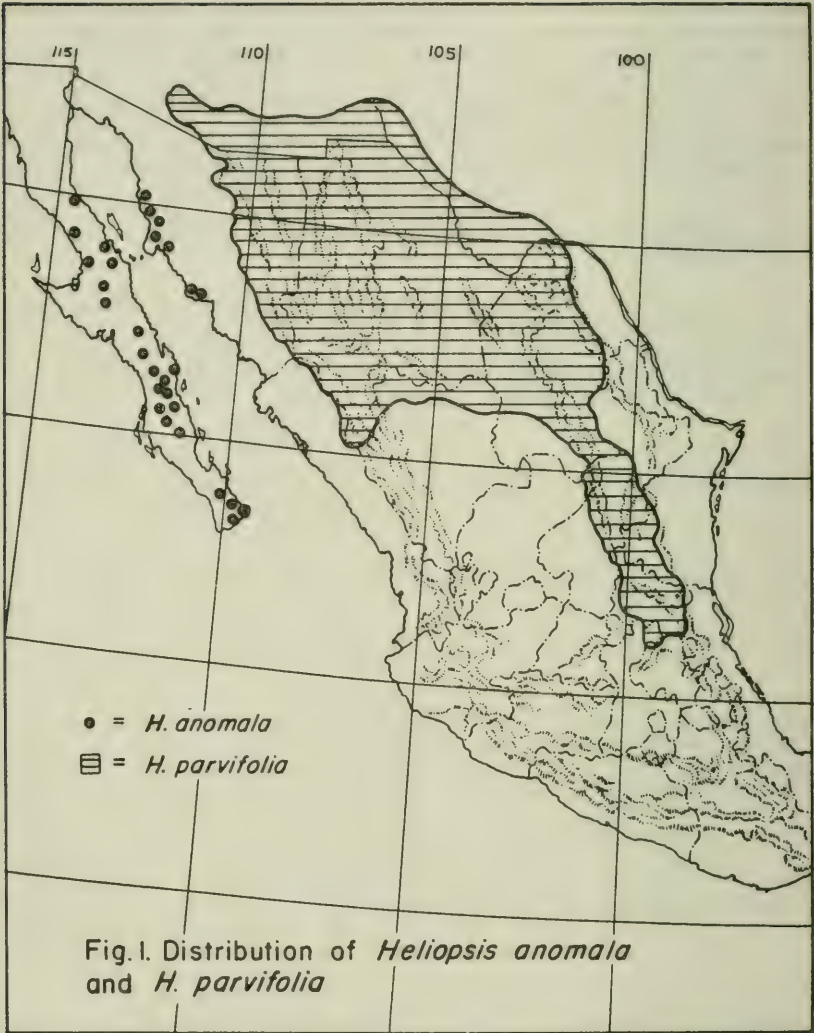 115 110 105 100
= H. anomala
= H. parvifolia
Fig. 1. Distribution of Heliopsis anomala
and H. parvifolia